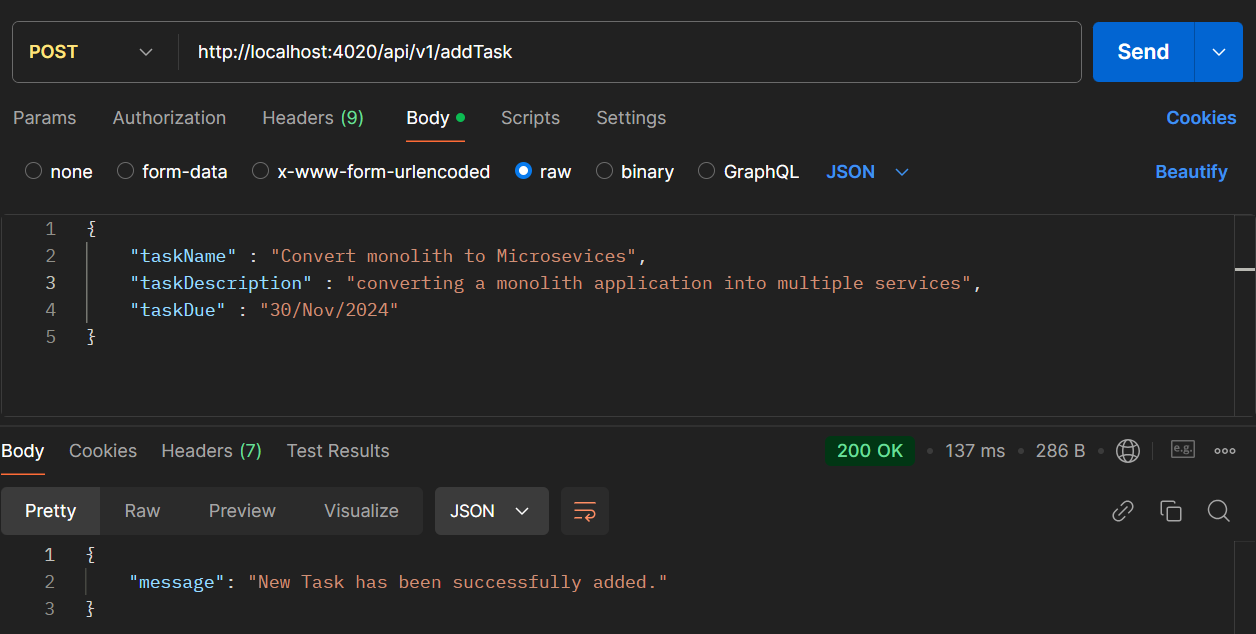 POST http://localhost:4020/api/v1/addTask Send
Params Authorization Headers (9) Body Scripts Settings Cookies
none form-data x-www-form-urlencoded raw binary GraphQL JSON Beautify
1 {
2 "taskName" : "Convert monolith to Microsevices",
3 "taskDescription" : "converting a monolith application into multiple services",
4 "taskDue" : "30/Nov/2024"
5 }
Body Cookies Headers (7) Test Results 200 OK • 137 ms • 286 B • e.g.
Pretty Raw Preview Visualize JSON
1 {
2 "message": "New Task has been successfully added."
3 }